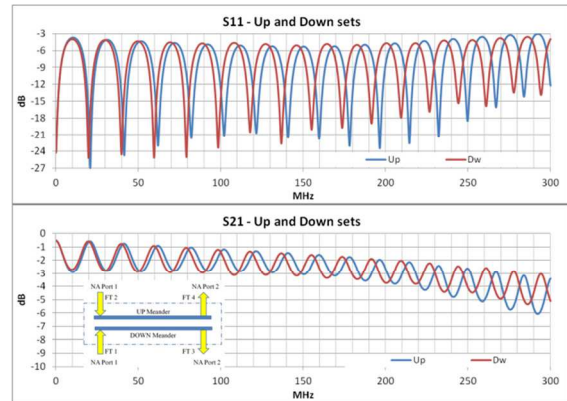 S11 - Up and Down sets
-3
-6
-9
-12
-15
-18
-21
-24
-27
dB
0 50 100 150 200 250 300
MHz
Up Dw
S21 - Up and Down sets
0
-1
-2
-3
-4
-5
-6
-7
-8
-9
-10
dB
NA Port 1 NA Port 2
FT 2 FT 4
UP Meander
DOWN Meander
FT 1 FT 3
NA Port 1 NA Port 2
Up Dw
0 50 100 150 200 250 300
MHz